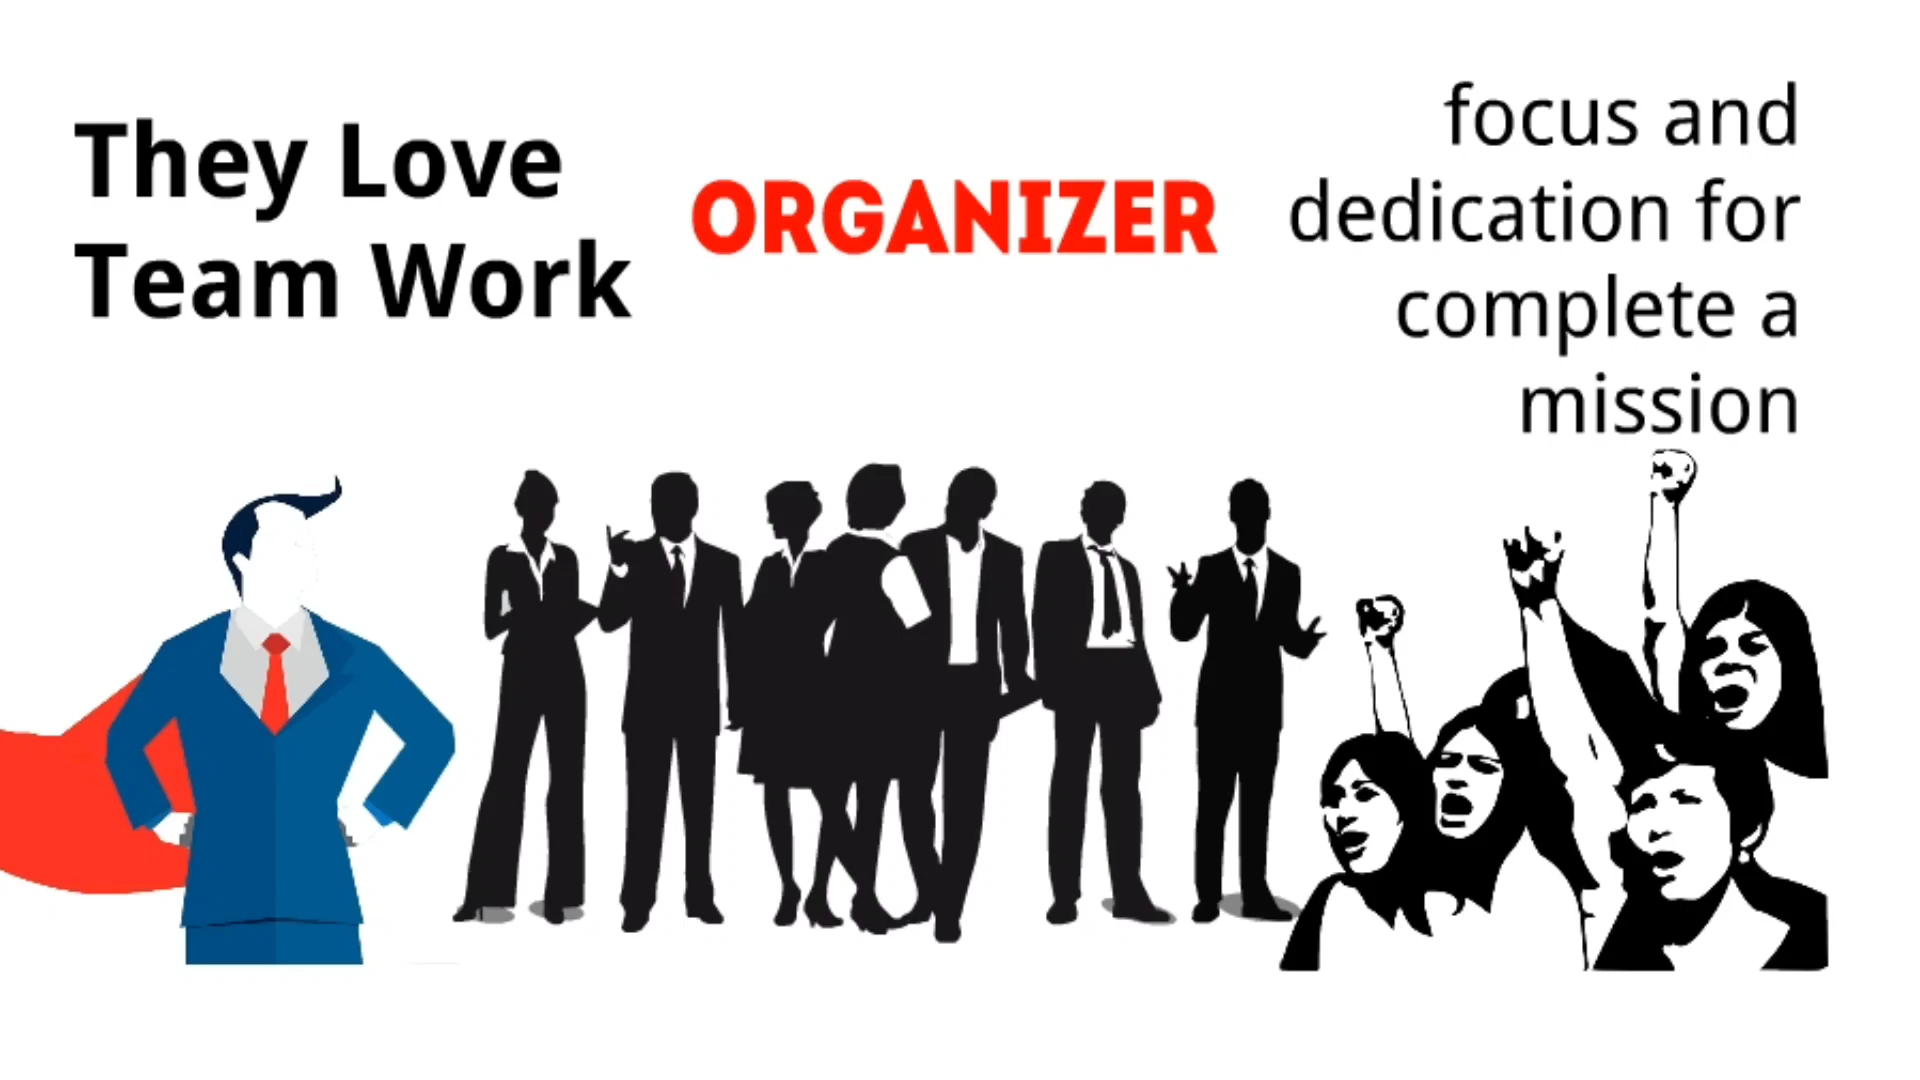 They Love
Team Work
ORGANIZER
focus and
dedication for
complete a
mission